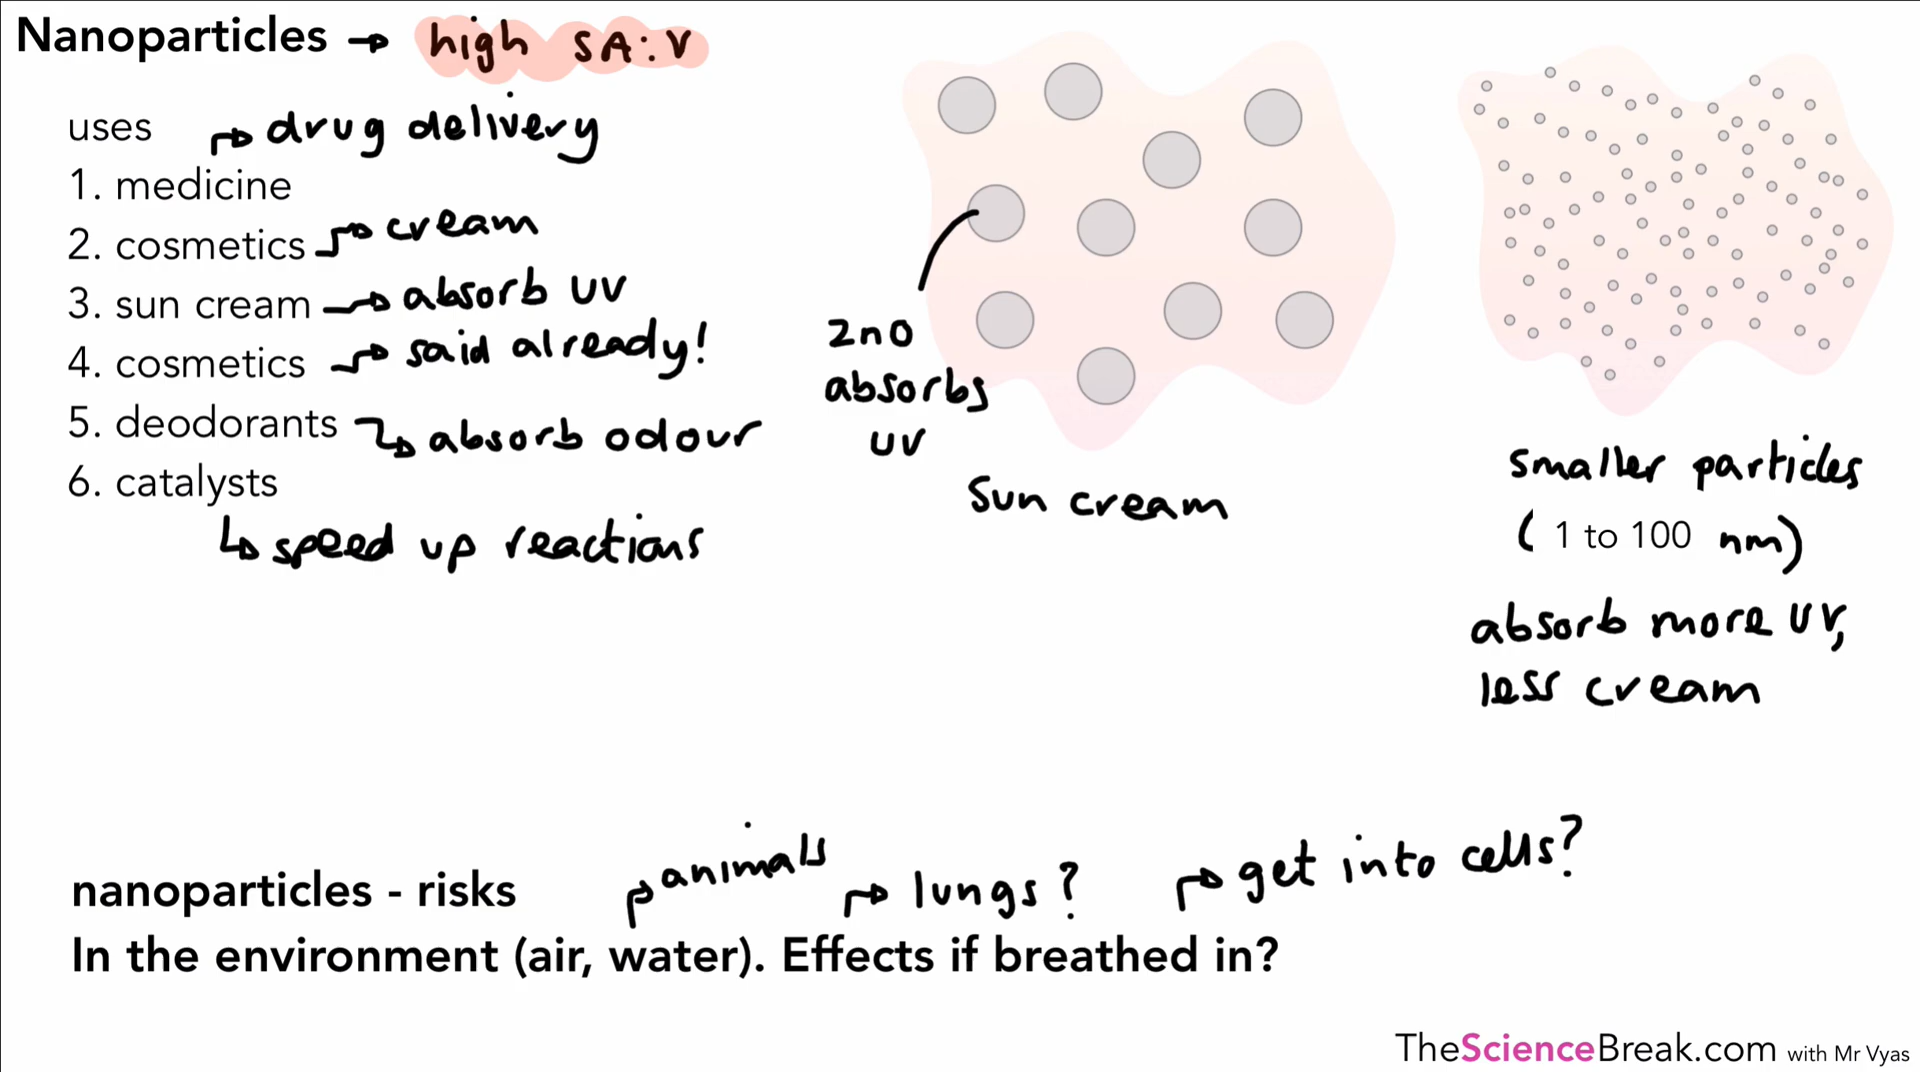 Nanoparticles → high SA:V
uses → drug delivery
1. medicine
2. cosmetics → cream
3. sun cream → absorb UV
4. cosmetics → said already!
5. deodorants → absorb odour
6. catalysts
↳ speed up reactions
ZnO
absorbs
UV
Sun cream
smaller particles
(1 to 100 nm)
absorb more UV,
less cream
nanoparticles - risks → animals → lungs? → get into cells?
In the environment (air, water). Effects if breathed in?
TheScienceBreak.com with Mr Vyas